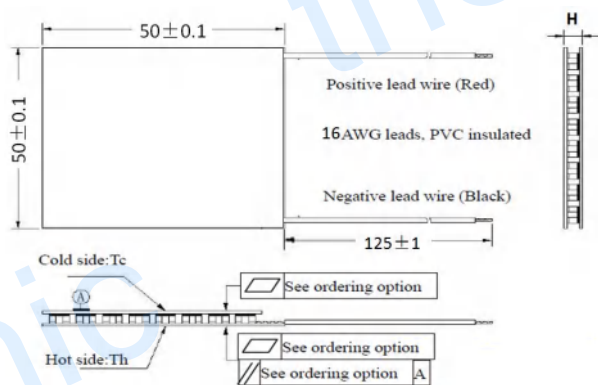 50±0.1
H
50±0.1
Positive lead wire (Red)
16AWG leads, PVC insulated
Negative lead wire (Black)
125±1
Cold side:Tc
A
See ordering option
Hot side:Th
See ordering option
See ordering option A